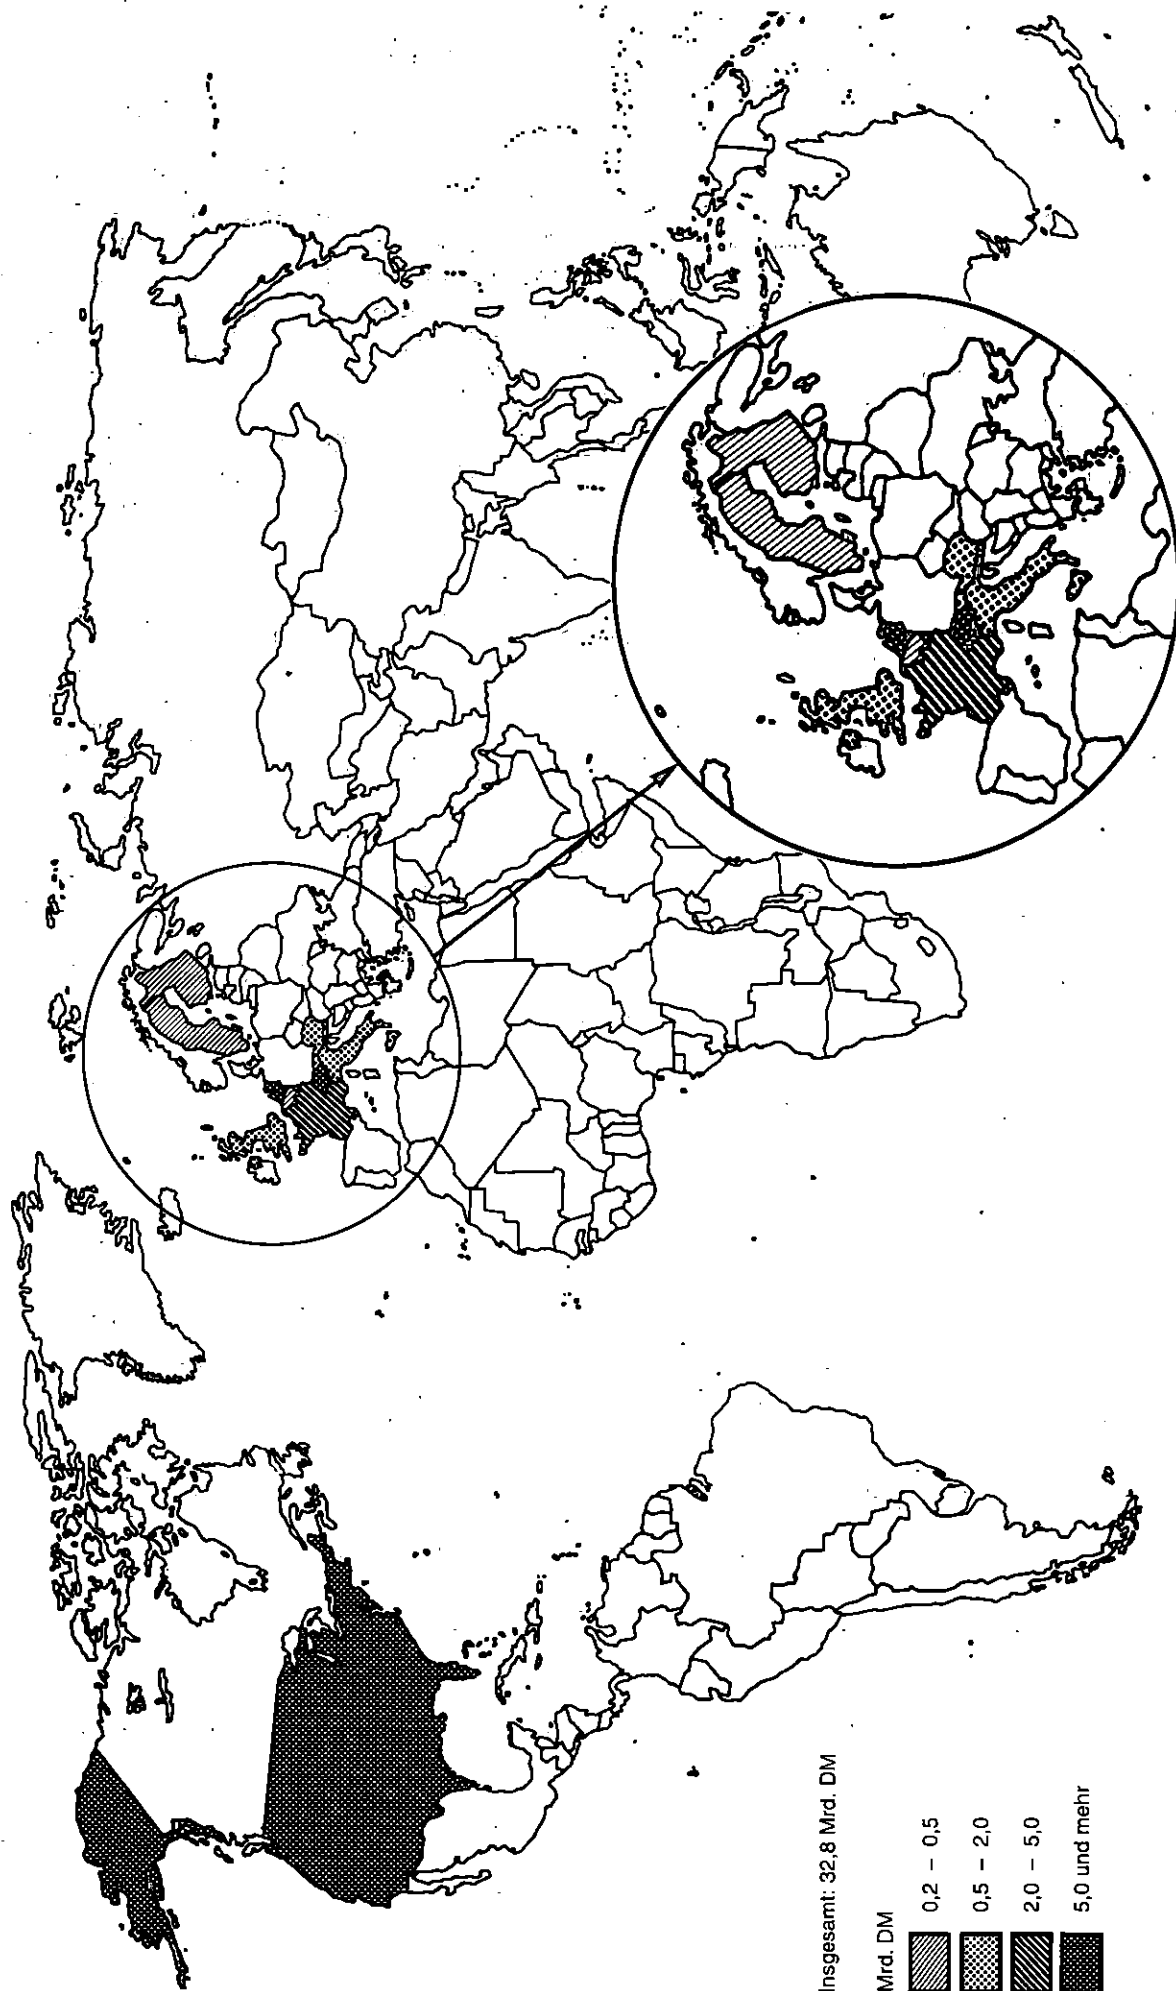 Insgesamt: 32,8 Mrd. DM
Mrd. DM
0,2 – 0,5
0,5 – 2,0
2,0 – 5,0
5,0 und mehr